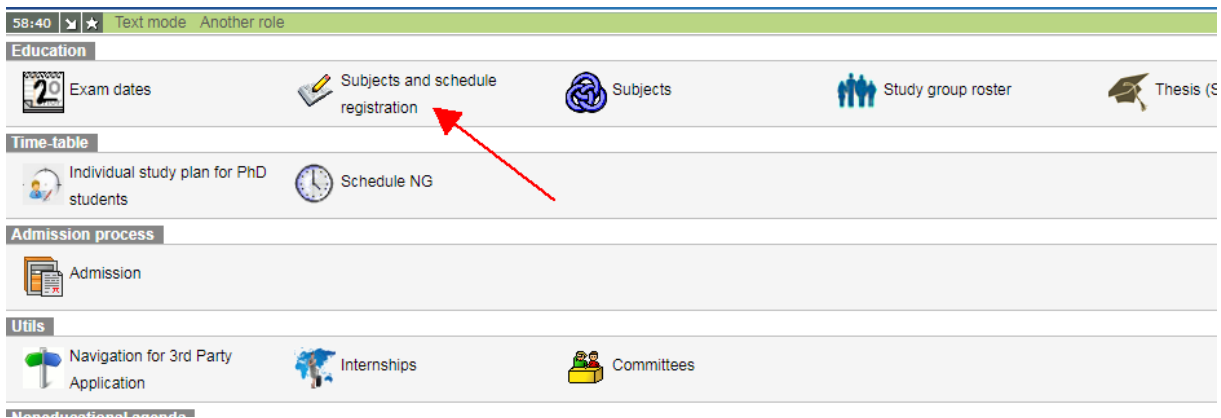 58:40 Text mode Another role
Education
Exam dates
Subjects and schedule
registration
Subjects
Study group roster
Thesis (S
Time-table
Individual study plan for PhD
students
Schedule NG
Admission process
Admission
Utils
Navigation for 3rd Party
Application
Internships
Committees
Noneducational agenda